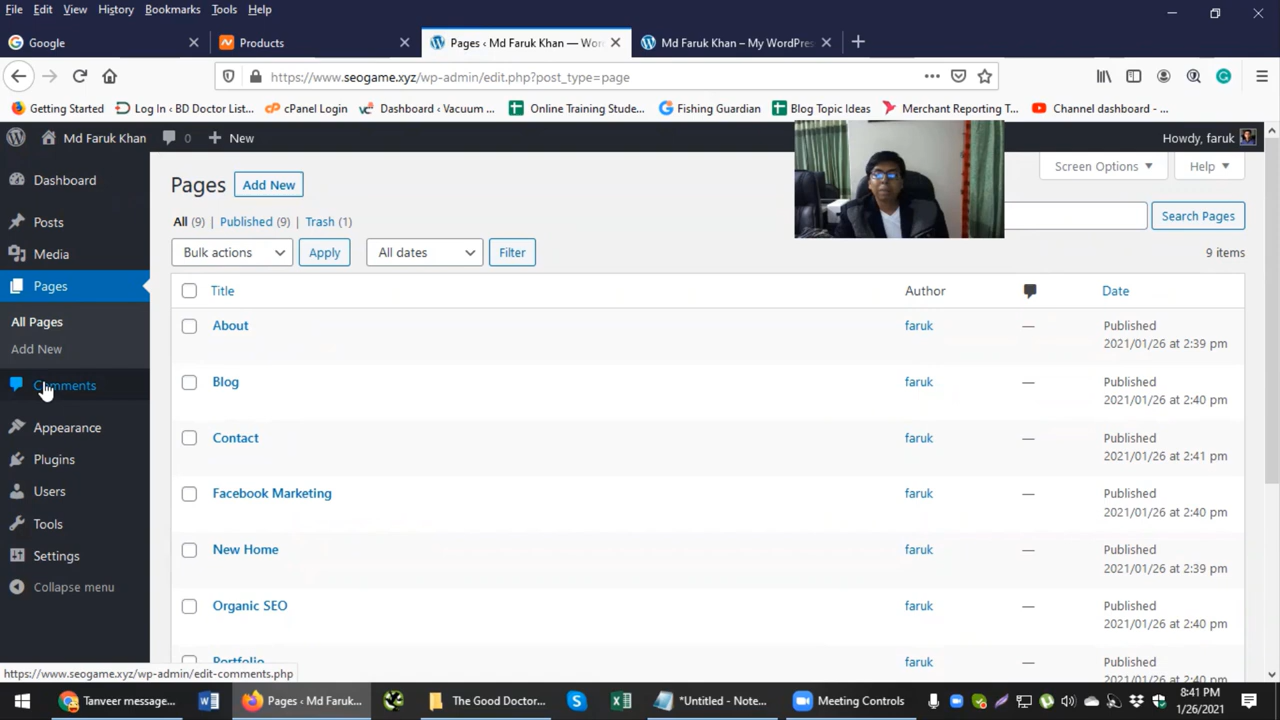 File Edit View History Bookmarks Tools Help
Google
Products
Pages ‹ Md Faruk Khan — Wor
Md Faruk Khan – My WordPres
https://www.seogame.xyz/wp-admin/edit.php?post_type=page
Getting Started
Log In ‹ BD Doctor List...
cPanel Login
Dashboard ‹ Vacuum ...
Online Training Stude...
Fishing Guardian
Blog Topic Ideas
Merchant Reporting T...
Channel dashboard - ...
Md Faruk Khan
0
New
Howdy, faruk
Dashboard
Posts
Media
Pages
All Pages
Add New
Comments
Appearance
Plugins
Users
Tools
Settings
Collapse menu
Screen Options
Help
Pages
Add New
All (9) | Published (9) | Trash (1)
Search Pages
Bulk actions
Apply
All dates
Filter
9 items
Title Author Date
About faruk — Published
2021/01/26 at 2:39 pm
Blog faruk — Published
2021/01/26 at 2:40 pm
Contact faruk — Published
2021/01/26 at 2:41 pm
Facebook Marketing faruk — Published
2021/01/26 at 2:40 pm
New Home faruk — Published
2021/01/26 at 2:39 pm
Organic SEO faruk — Published
2021/01/26 at 2:40 pm
Portfolio faruk — Published
https://www.seogame.xyz/wp-admin/edit-comments.php
Tanveer message...
Pages ‹ Md Faruk...
The Good Doctor...
*Untitled - Note...
Meeting Controls
8:41 PM
1/26/2021